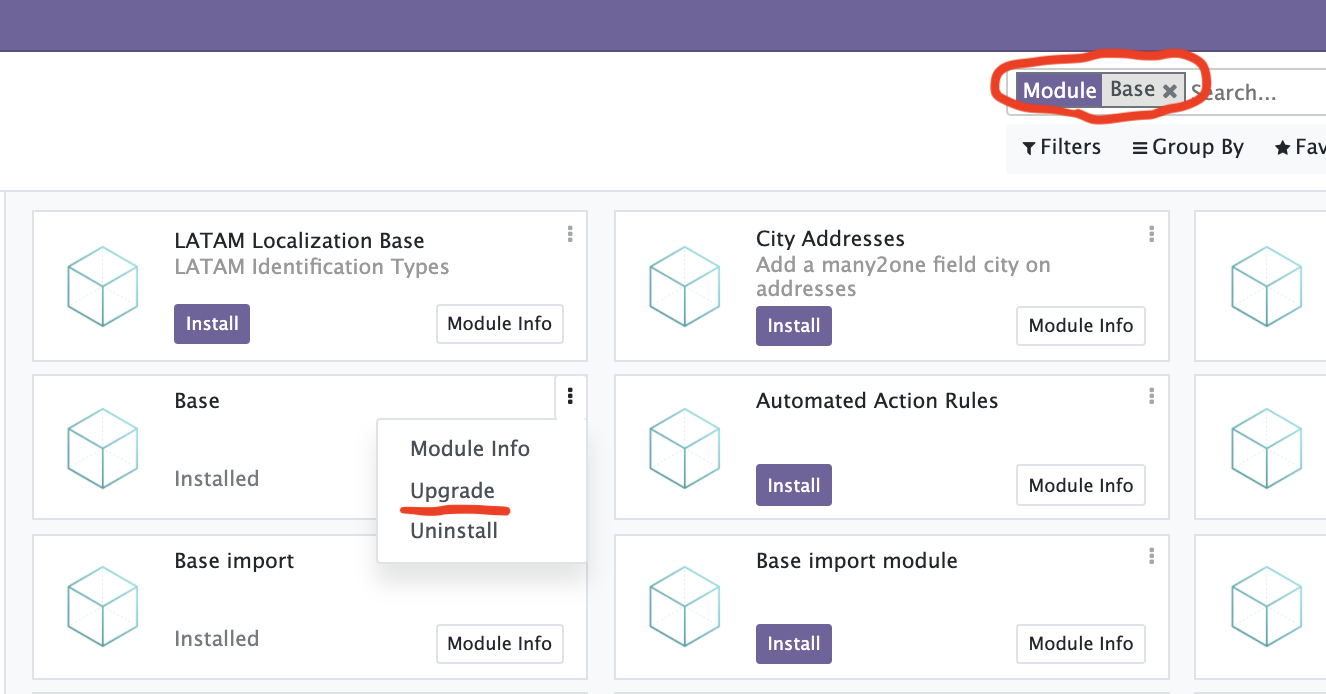 Module Base Search...
Filters Group By Fav
LATAM Localization Base
LATAM Identification Types
Install Module Info
City Addresses
Add a many2one field city on
addresses
Install Module Info
Base
Installed
Module Info
Upgrade
Uninstall
Automated Action Rules
Install Module Info
Base import
Installed Module Info
Base import module
Install Module Info